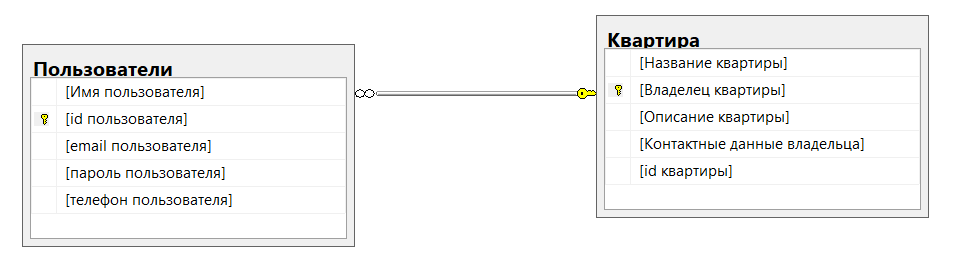 Пользователи
[Имя пользователя]
[id пользователя]
[email пользователя]
[пароль пользователя]
[телефон пользователя]
Квартира
[Название квартиры]
[Владелец квартиры]
[Описание квартиры]
[Контактные данные владельца]
[id квартиры]